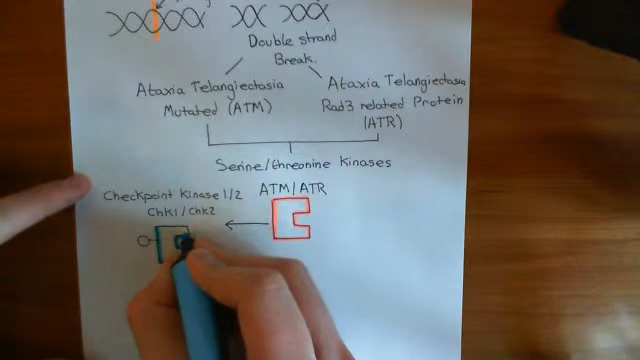 Double strand
Break.
Ataxia Telangiectasia
Mutated (ATM)
Ataxia Telangiectasia
Rad3 related Protein
(ATR)
Serine/threonine Kinases
Checkpoint Kinase 1/2
Chk1/Chk2
ATM/ATR